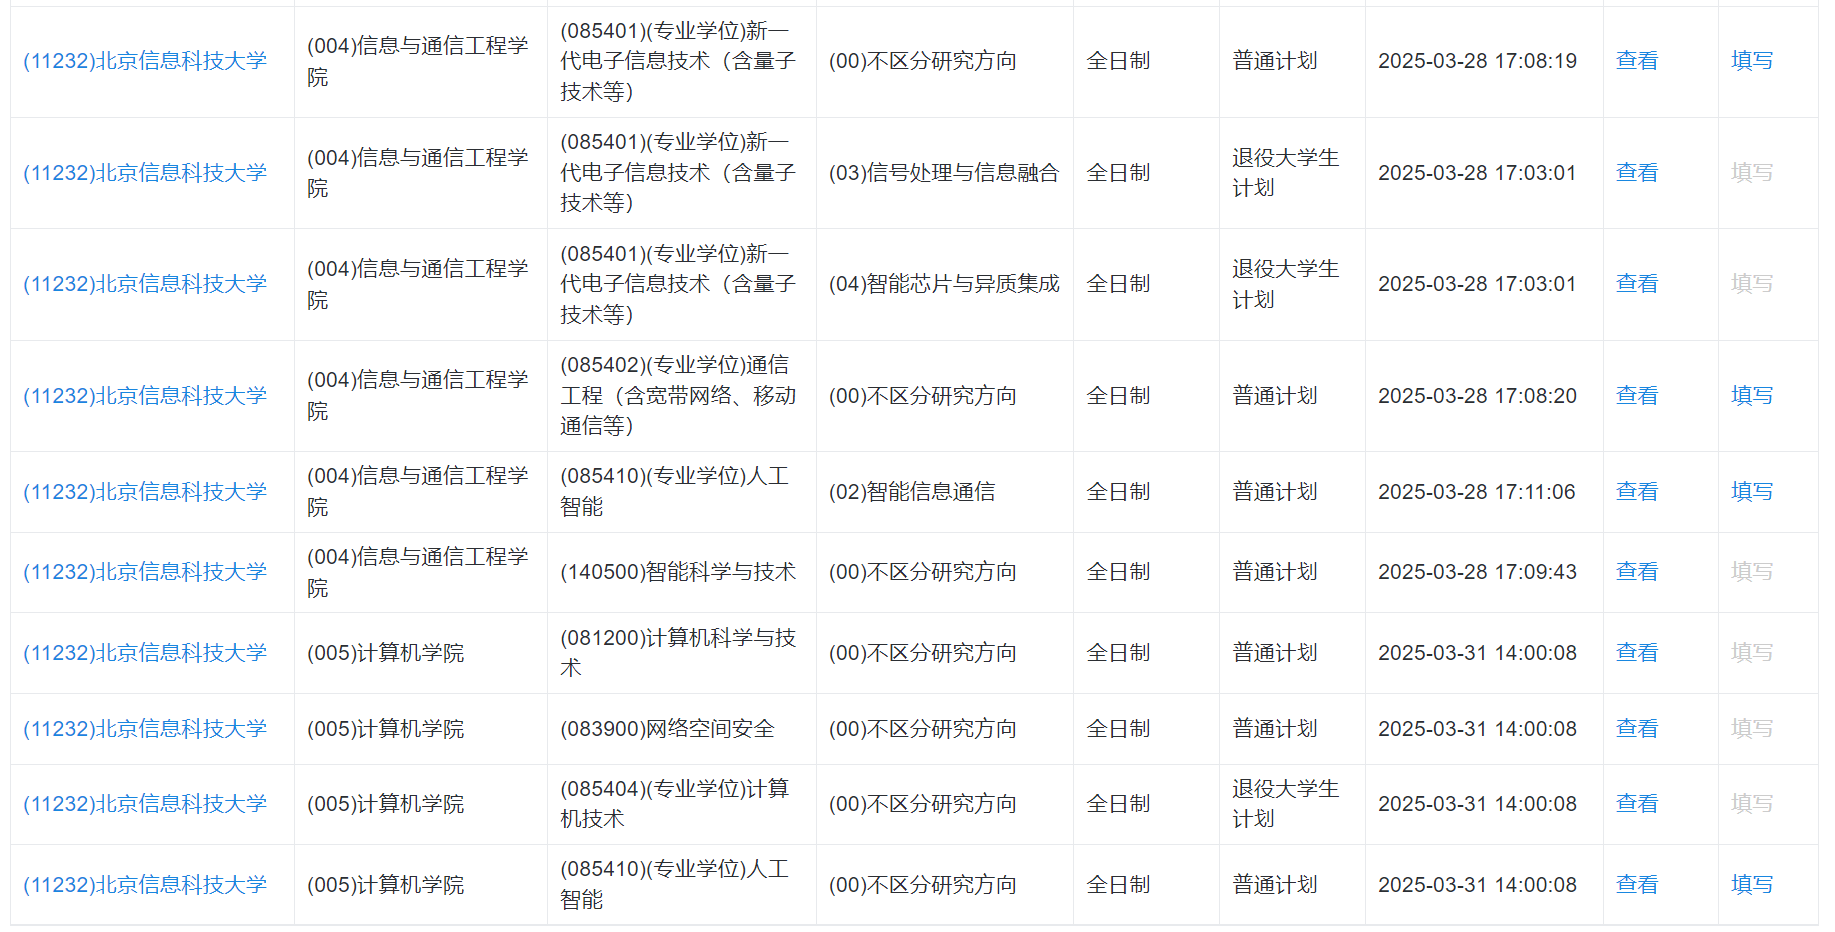 (11232)北京信息科技大学 (004)信息与通信工程学院 (085401)(专业学位)新一代电子信息技术（含量子技术等） (00)不区分研究方向 全日制 普通计划 2025-03-28 17:08:19 查看 填写
(11232)北京信息科技大学 (004)信息与通信工程学院 (085401)(专业学位)新一代电子信息技术（含量子技术等） (03)信号处理与信息融合 全日制 退役大学生计划 2025-03-28 17:03:01 查看 填写
(11232)北京信息科技大学 (004)信息与通信工程学院 (085401)(专业学位)新一代电子信息技术（含量子技术等） (04)智能芯片与异质集成 全日制 退役大学生计划 2025-03-28 17:03:01 查看 填写
(11232)北京信息科技大学 (004)信息与通信工程学院 (085402)(专业学位)通信工程（含宽带网络、移动通信等） (00)不区分研究方向 全日制 普通计划 2025-03-28 17:08:20 查看 填写
(11232)北京信息科技大学 (004)信息与通信工程学院 (085410)(专业学位)人工智能 (02)智能信息通信 全日制 普通计划 2025-03-28 17:11:06 查看 填写
(11232)北京信息科技大学 (004)信息与通信工程学院 (140500)智能科学与技术 (00)不区分研究方向 全日制 普通计划 2025-03-28 17:09:43 查看 填写
(11232)北京信息科技大学 (005)计算机学院 (081200)计算机科学与技术 (00)不区分研究方向 全日制 普通计划 2025-03-31 14:00:08 查看 填写
(11232)北京信息科技大学 (005)计算机学院 (083900)网络空间安全 (00)不区分研究方向 全日制 普通计划 2025-03-31 14:00:08 查看 填写
(11232)北京信息科技大学 (005)计算机学院 (085404)(专业学位)计算机技术 (00)不区分研究方向 全日制 退役大学生计划 2025-03-31 14:00:08 查看 填写
(11232)北京信息科技大学 (005)计算机学院 (085410)(专业学位)人工智能 (00)不区分研究方向 全日制 普通计划 2025-03-31 14:00:08 查看 填写